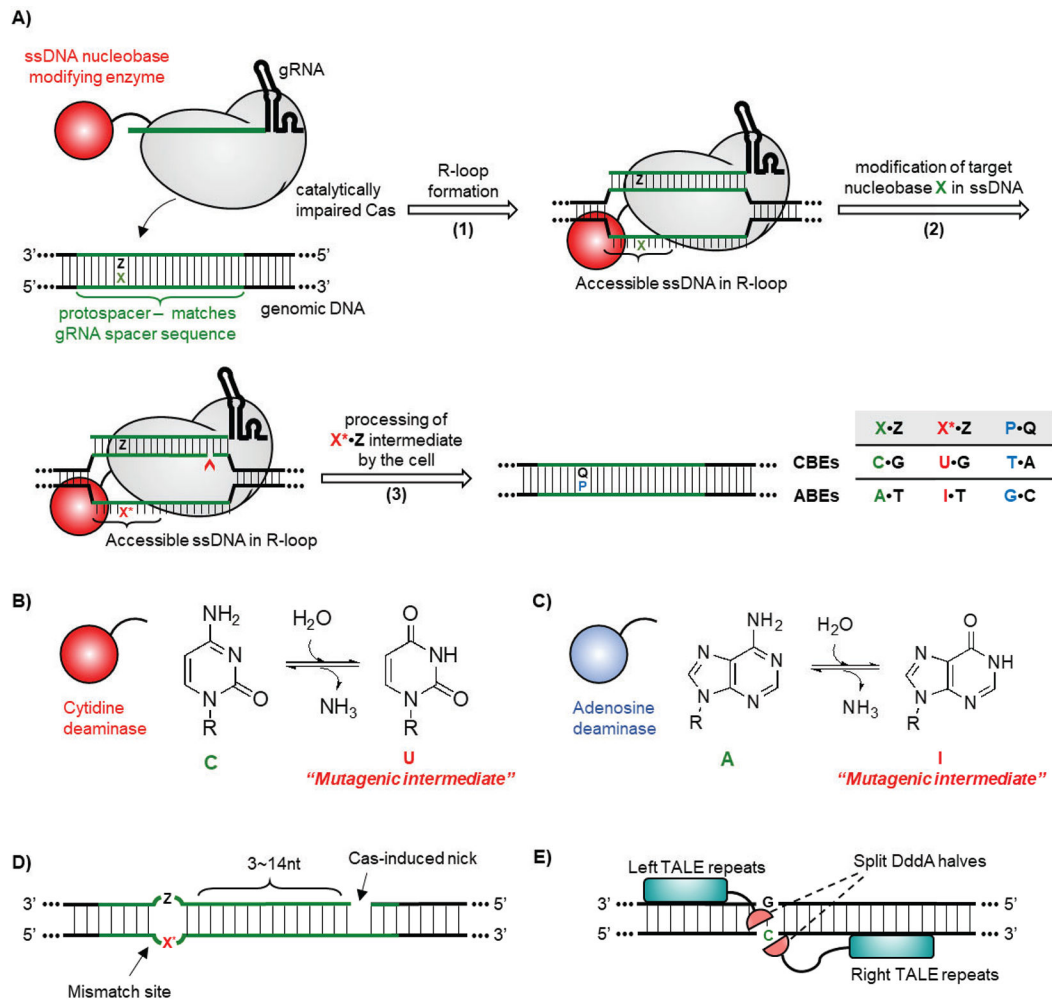 A)
ssDNA nucleobase
modifying enzyme
gRNA
catalytically
impaired Cas
3’ ••• ••• 5’
Z
X
5’ ••• ••• 3’
protospacer – matches
gRNA spacer sequence
genomic DNA
R-loop
formation
(1)
Z
X
Accessible ssDNA in R-loop
modification of target
nucleobase X in ssDNA
(2)
Z
X*
Accessible ssDNA in R-loop
processing of
X*•Z intermediate
by the cell
(3)
Q
P
X•Z X*•Z P•Q
CBEs C•G U•G T•A
ABEs A•T I•T G•C
B)
Cytidine
deaminase
NH2
N
N
O
R
C
H2O
NH3
O
NH
N
O
R
U
“Mutagenic intermediate”
C)
Adenosine
deaminase
NH2
N
N
N
N
R
A
H2O
NH3
O
N
NH
N
N
R
I
“Mutagenic intermediate”
D)
3~14nt
Cas-induced nick
3’ ••• Z ••• 5’
5’ ••• X* ••• 3’
Mismatch site
E)
Left TALE repeats
Split DddA halves
3’ ••• G ••• 5’
5’ ••• C ••• 3’
Right TALE repeats